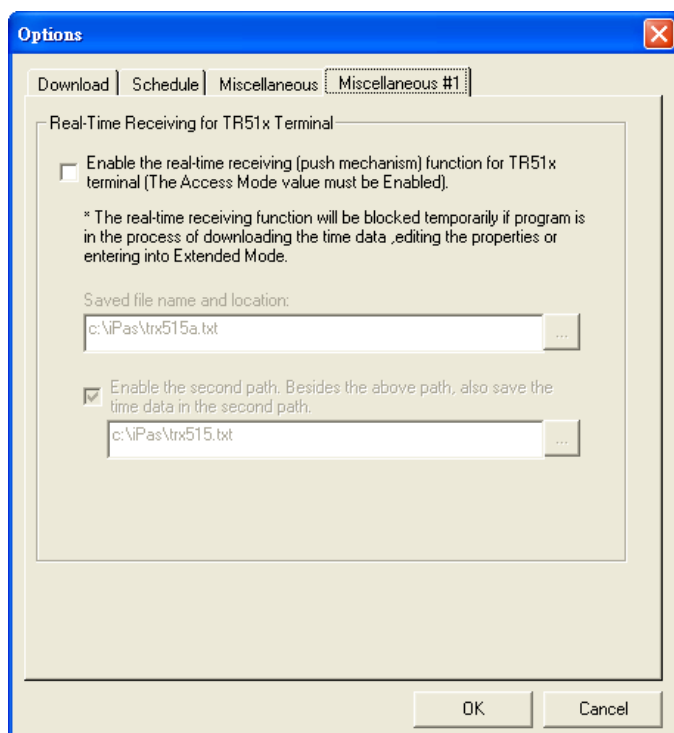 Options
Download
Schedule
Miscellaneous
Miscellaneous #1
Real-Time Receiving for TR51x Terminal
Enable the real-time receiving (push mechanism) function for TR51x
terminal (The Access Mode value must be Enabled).
* The real-time receiving function will be blocked temporarily if program is
in the process of downloading the time data ,editing the properties or
entering into Extended Mode.
Saved file name and location:
c:\iPas\trx515a.txt
...
Enable the second path. Besides the above path, also save the
time data in the second path.
c:\iPas\trx515.txt
...
OK
Cancel